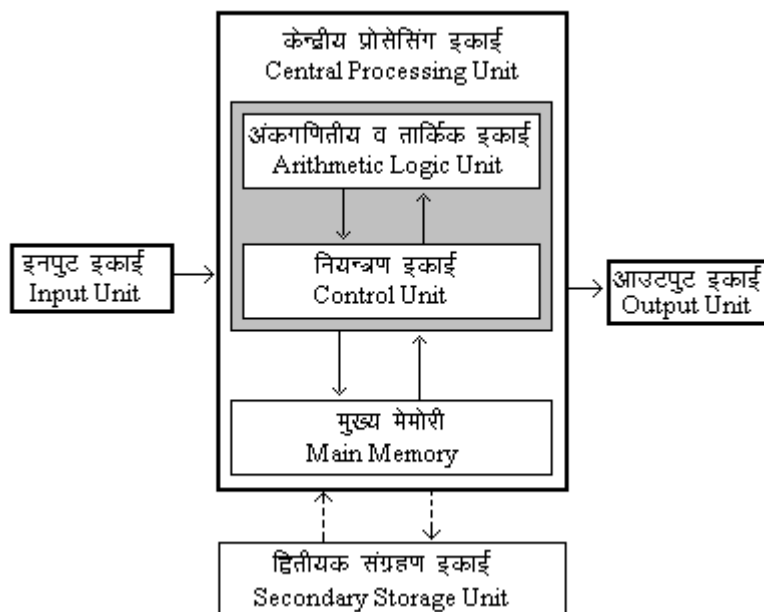 केन्द्रीय प्रोसेसिंग इकाई
Central Processing Unit
अंकगणितीय व तार्किक इकाई
Arithmetic Logic Unit
इनपुट इकाई
Input Unit
नियन्त्रण इकाई
Control Unit
आउटपुट इकाई
Output Unit
मुख्य मेमोरी
Main Memory
द्वितीयक संग्रहण इकाई
Secondary Storage Unit